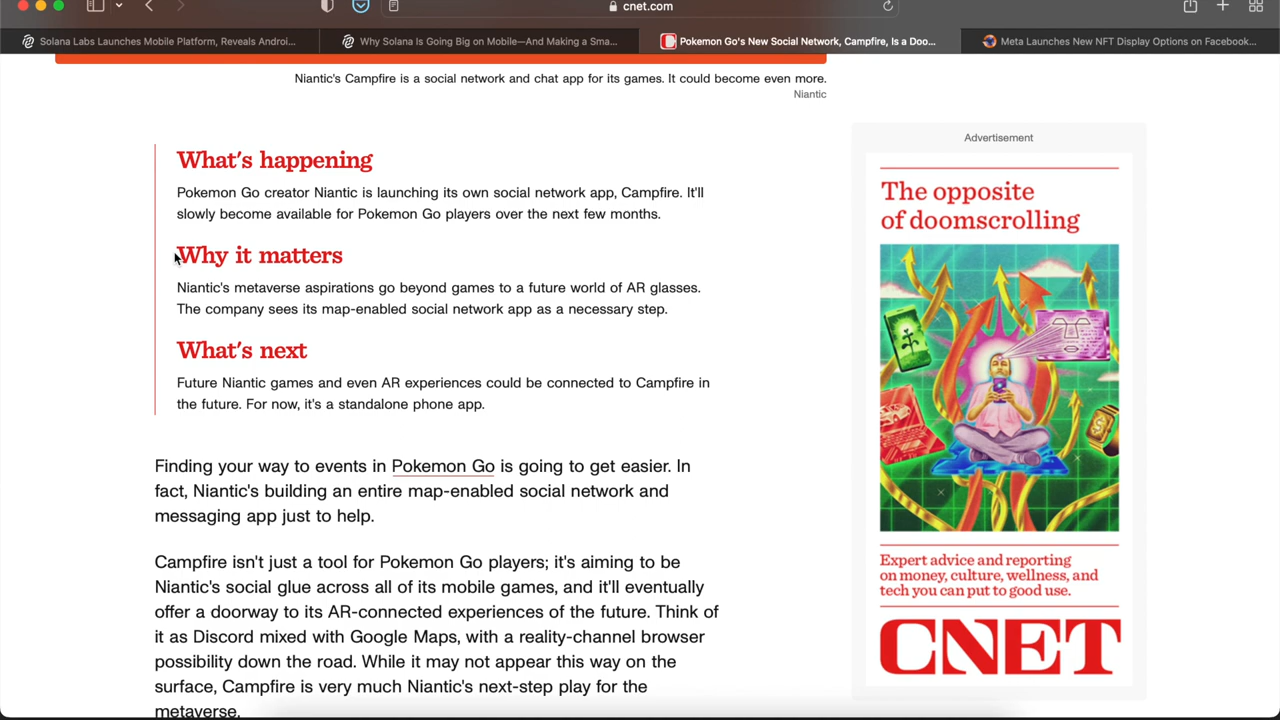 cnet.com
Solana Labs Launches Mobile Platform, Reveals Androi...
Why Solana Is Going Big on Mobile—And Making a Sma...
Pokemon Go's New Social Network, Campfire, Is a Doo...
Meta Launches New NFT Display Options on Facebook...
Niantic's Campfire is a social network and chat app for its games. It could become even more.
Niantic
What's happening
Pokemon Go creator Niantic is launching its own social network app, Campfire. It'll
slowly become available for Pokemon Go players over the next few months.
Why it matters
Niantic's metaverse aspirations go beyond games to a future world of AR glasses.
The company sees its map-enabled social network app as a necessary step.
What's next
Future Niantic games and even AR experiences could be connected to Campfire in
the future. For now, it's a standalone phone app.
Finding your way to events in Pokemon Go is going to get easier. In
fact, Niantic's building an entire map-enabled social network and
messaging app just to help.
Campfire isn't just a tool for Pokemon Go players; it's aiming to be
Niantic's social glue across all of its mobile games, and it'll eventually
offer a doorway to its AR-connected experiences of the future. Think of
it as Discord mixed with Google Maps, with a reality-channel browser
possibility down the road. While it may not appear this way on the
surface, Campfire is very much Niantic's next-step play for the
metaverse.
Advertisement
The opposite
of doomscrolling
Expert advice and reporting
on money, culture, wellness, and
tech you can put to good use.
CNET